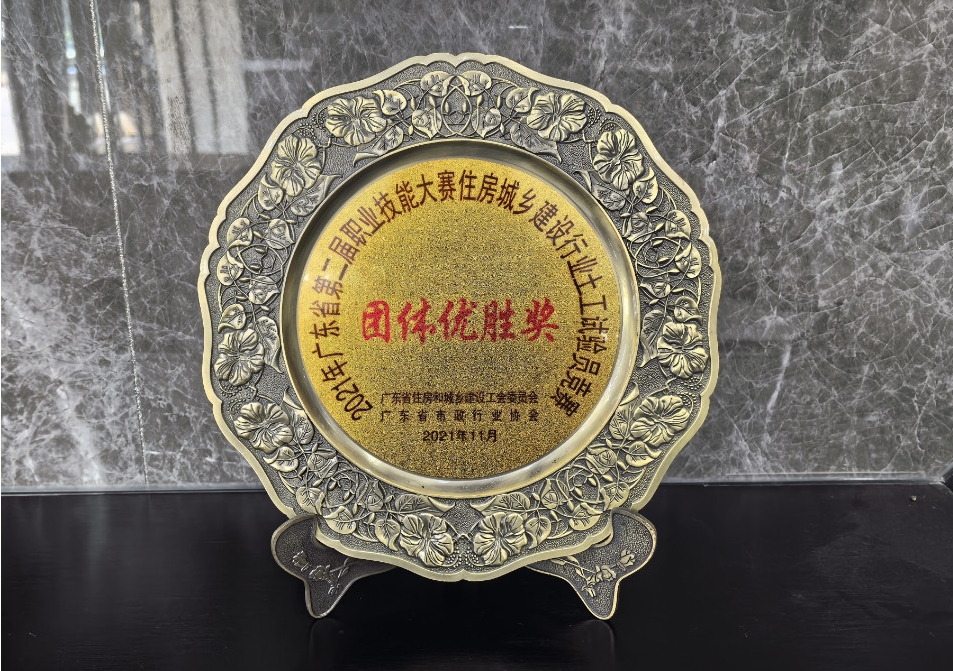 2021年广东省第二届职业技能大赛住房城乡建设行业土工试验员竞赛
团体优胜奖
广东省住房和城乡建设工会委员会
广东省市政行业协会
2021年11月